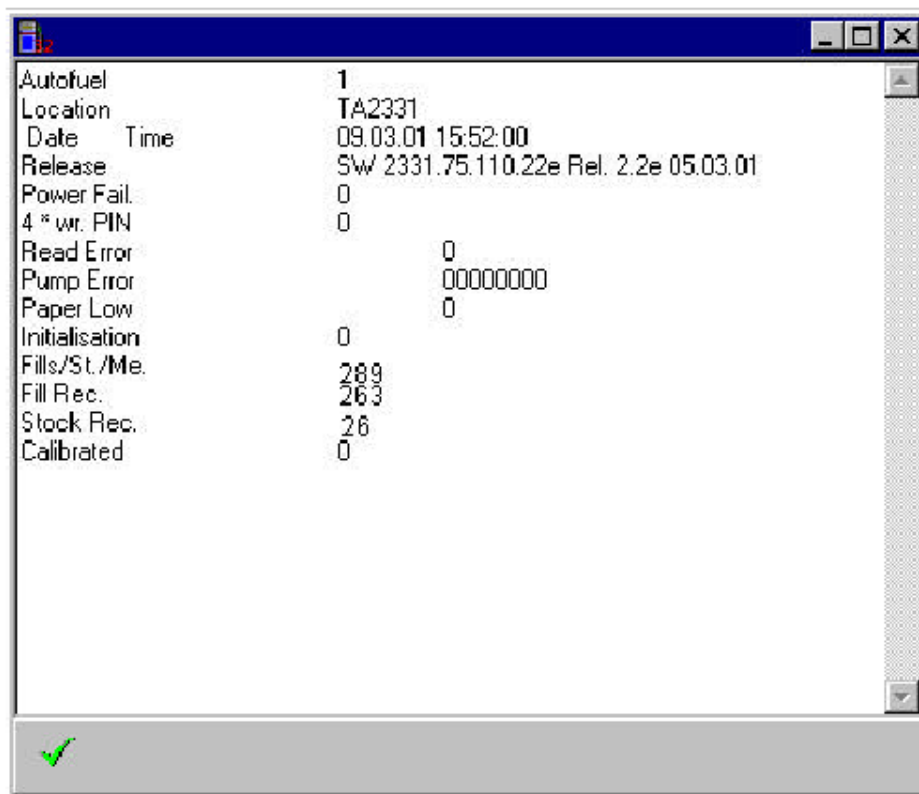 32
Autofuel 1
Location TA2331
Date Time 09.03.01 15:52:00
Release SW 2331.75.110.22e Rel. 2.2e 05.03.01
Power Fail. 0
4 * wr. PIN 0
Read Error 0
Pump Error 00000000
Paper Low 0
Initialisation 0
Fills/St./Me. 289
Fill Rec. 263
Stock Rec. 26
Calibrated 0